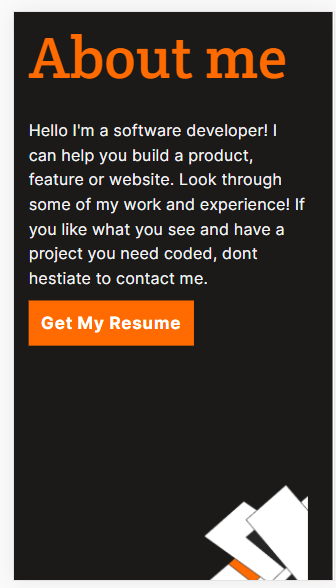 About me
Hello I'm a software developer! I
can help you build a product,
feature or website. Look through
some of my work and experience! If
you like what you see and have a
project you need coded, dont
hestiate to contact me.
Get My Resume